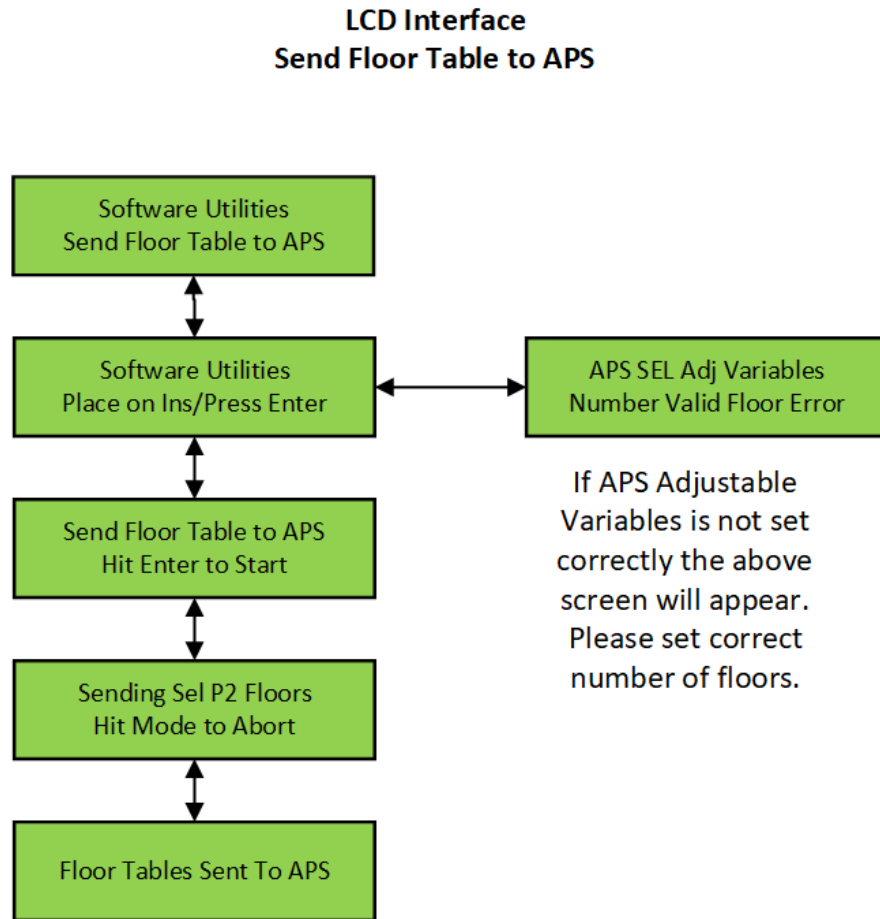 LCD Interface
Send Floor Table to APS
Software Utilities
Send Floor Table to APS
Software Utilities
Place on Ins/Press Enter
APS SEL Adj Variables
Number Valid Floor Error
If APS Adjustable
Variables is not set
correctly the above
screen will appear.
Please set correct
number of floors.
Send Floor Table to APS
Hit Enter to Start
Sending Sel P2 Floors
Hit Mode to Abort
Floor Tables Sent To APS